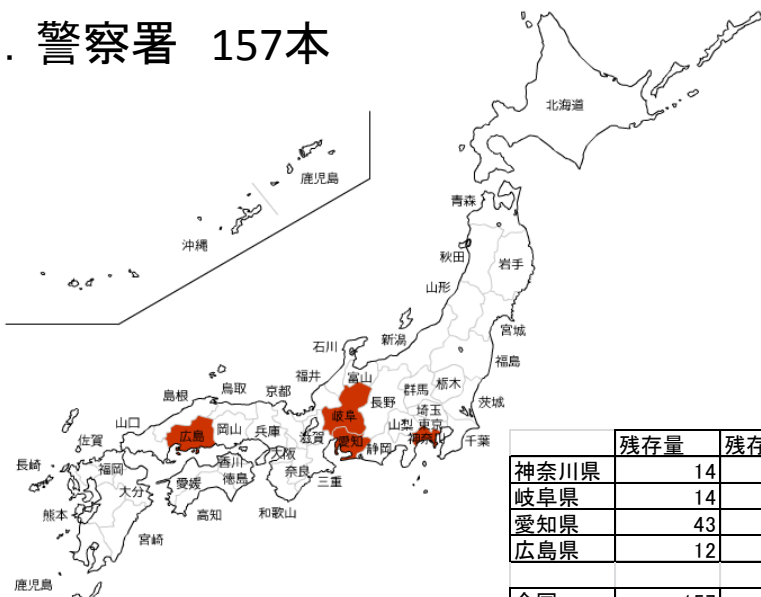 . 警察署 157本
北海道
鹿児島
青森
沖縄
秋田
岩手
山形
宮城
新潟
石川
福島
福井
富山
群馬
栃木
島根
鳥取
京都
長野
茨城
埼玉
岐阜
山口
岡山
兵庫
山梨
東京
広島
滋賀
愛知
神奈川
千葉
佐賀
静岡
大阪
香川
長崎
福岡
奈良
徳島
三重
愛媛
大分
高知
和歌山
熊本
宮崎
鹿児島
残存量 残存
神奈川県 14
岐阜県 14
愛知県 43
広島県 12